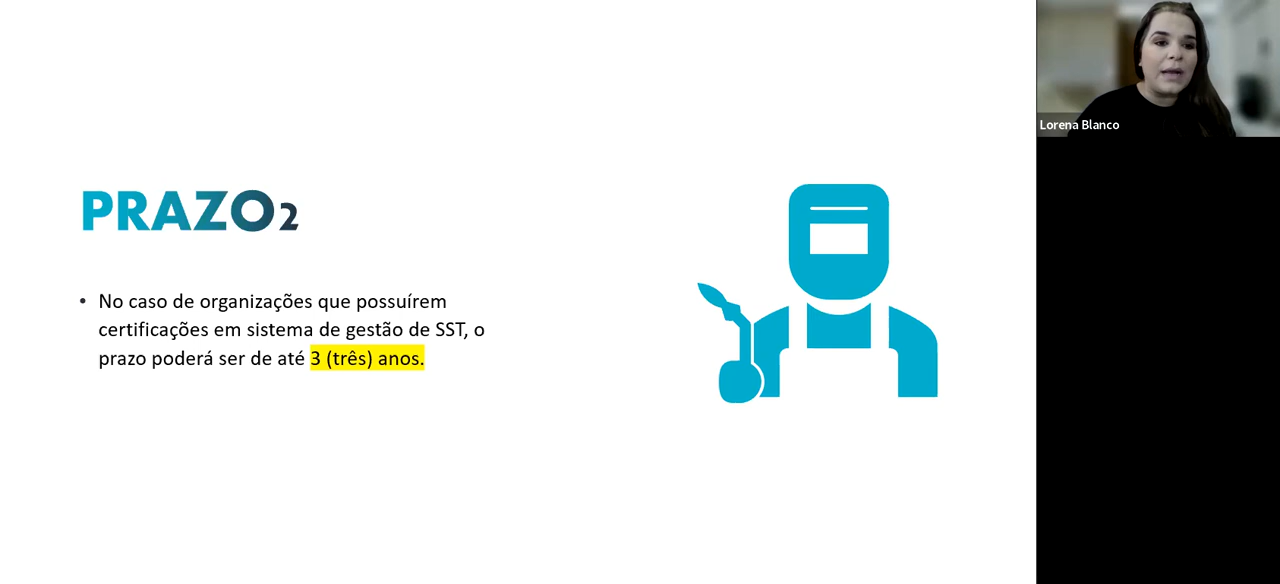 PRAZO2
• No caso de organizações que possuírem
certificações em sistema de gestão de SST, o
prazo poderá ser de até 3 (três) anos.
Lorena Blanco